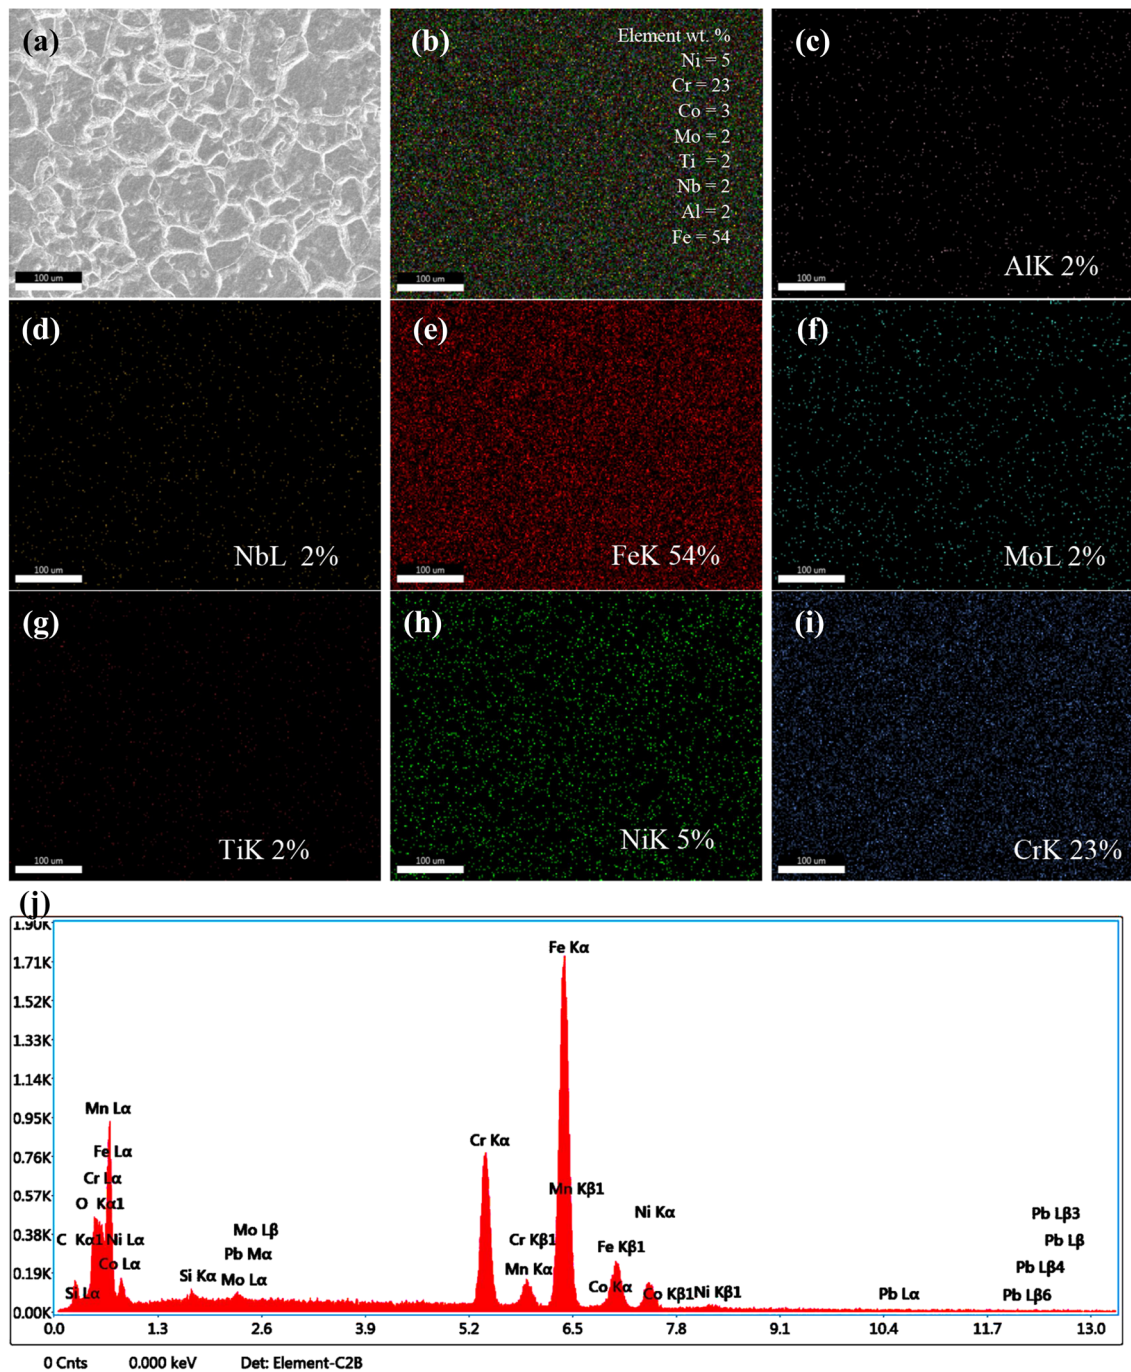 (a)
100 um
(b)
Element wt. %
Ni = 5
Cr = 23
Co = 3
Mo = 2
Ti = 2
Nb = 2
Al = 2
Fe = 54
100 um
(c)
AlK 2%
100 um
(d)
NbL 2%
100 um
(e)
FeK 54%
100 um
(f)
MoL 2%
100 um
(g)
TiK 2%
100 um
(h)
NiK 5%
100 um
(i)
CrK 23%
100 um
(j)
1.90K
1.71K
1.52K
1.33K
1.14K
0.95K
0.76K
0.57K
0.38K
0.19K
0.00K
Mn Lα
Fe Lα
Cr Lα
O Kα1
C Kα1 Ni Lα
Co Lα
Si Lα
Si Kα
Mo Lβ
Pb Mα
Mo Lα
Cr Kα
Cr Kβ1
Mn Kα
Fe Kα
Mn Kβ1
Ni Kα
Fe Kβ1
Co Kα
Co Kβ1
Ni Kβ1
Pb Lα
Pb Lβ3
Pb Lβ
Pb Lβ4
Pb Lβ6
0.0 1.3 2.6 3.9 5.2 6.5 7.8 9.1 10.4 11.7 13.0
0 Cnts 0.000 keV Det: Element-C2B